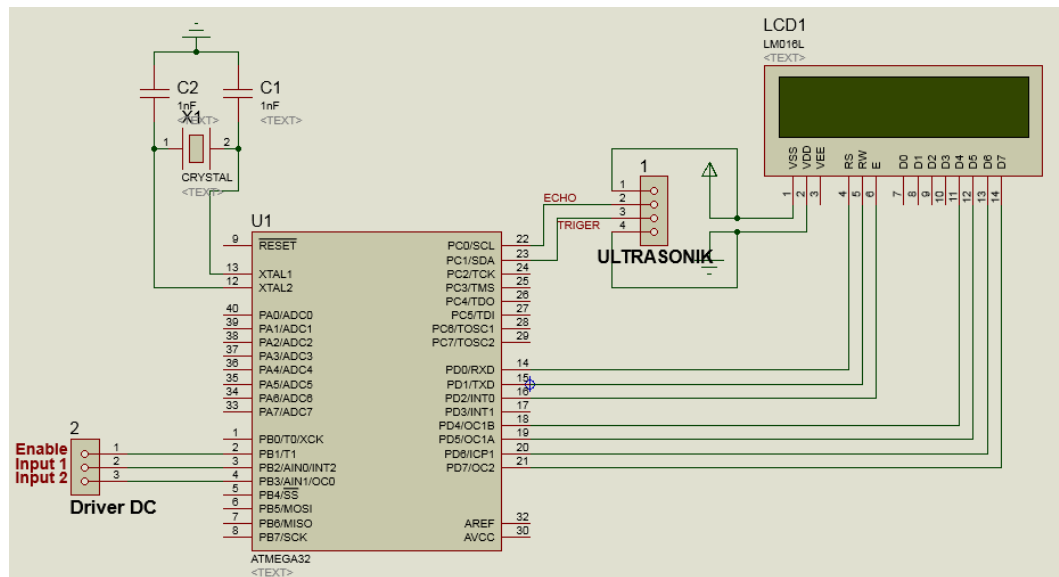 LCD1
LM016L
<TEXT>
VSS VDD VEE RS RW E D0 D1 D2 D3 D4 D5 D6 D7
1 2 3 4 5 6 7 8 9 10 11 12 13 14
C2
1nF
<TEXT>
C1
1nF
<TEXT>
X1
1 2
CRYSTAL
<TEXT>
1
1
2
3
4
ECHO
TRIGER
ULTRASONIK
U1
9 RESET
13 XTAL1
12 XTAL2
40 PA0/ADC0
39 PA1/ADC1
38 PA2/ADC2
37 PA3/ADC3
36 PA4/ADC4
35 PA5/ADC5
34 PA6/ADC6
33 PA7/ADC7
1 PB0/T0/XCK
2 PB1/T1
3 PB2/AIN0/INT2
4 PB3/AIN1/OC0
5 PB4/SS
6 PB5/MOSI
7 PB6/MISO
8 PB7/SCK
PC0/SCL 22
PC1/SDA 23
PC2/TCK 24
PC3/TMS 25
PC4/TDO 26
PC5/TDI 27
PC6/TOSC1 28
PC7/TOSC2 29
PD0/RXD 14
PD1/TXD 15
PD2/INT0 16
PD3/INT1 17
PD4/OC1B 18
PD5/OC1A 19
PD6/ICP1 20
PD7/OC2 21
AREF 32
AVCC 30
ATMEGA32
<TEXT>
2
Enable 1
Input 1 2
Input 2 3
Driver DC